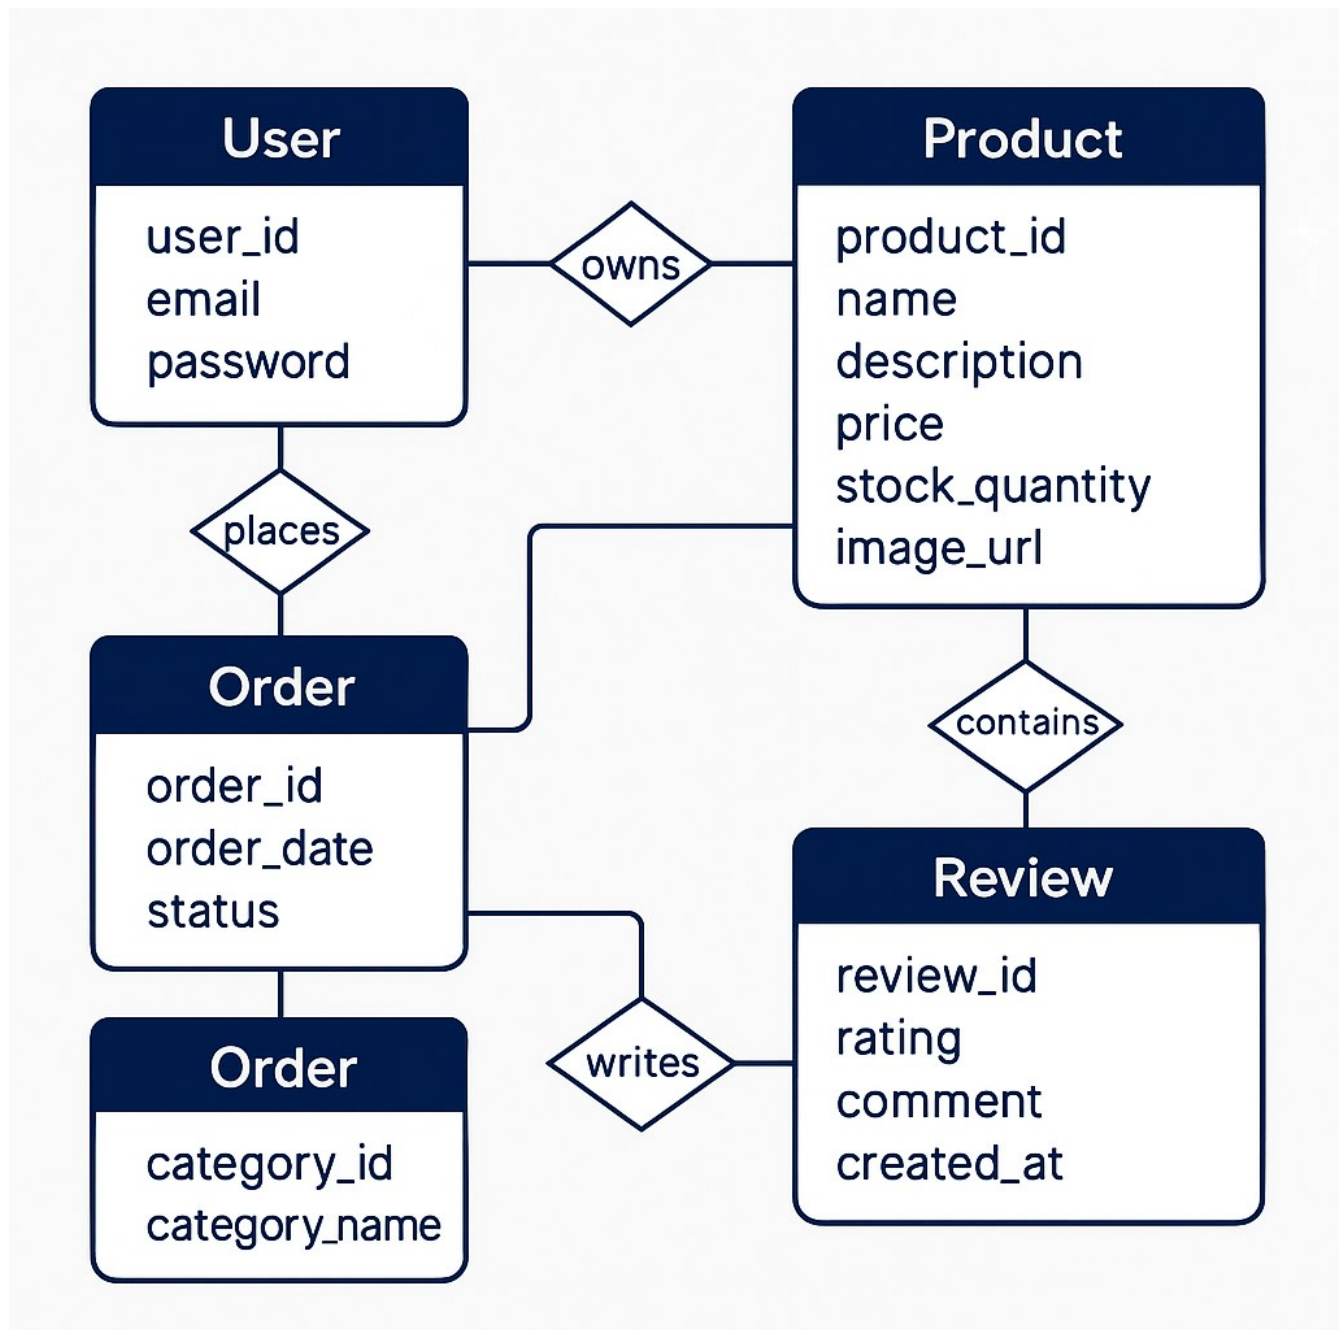 User
user_id
email
password
owns
Product
product_id
name
description
price
stock_quantity
image_url
places
Order
order_id
order_date
status
contains
Review
review_id
rating
comment
created_at
writes
Order
category_id
category_name